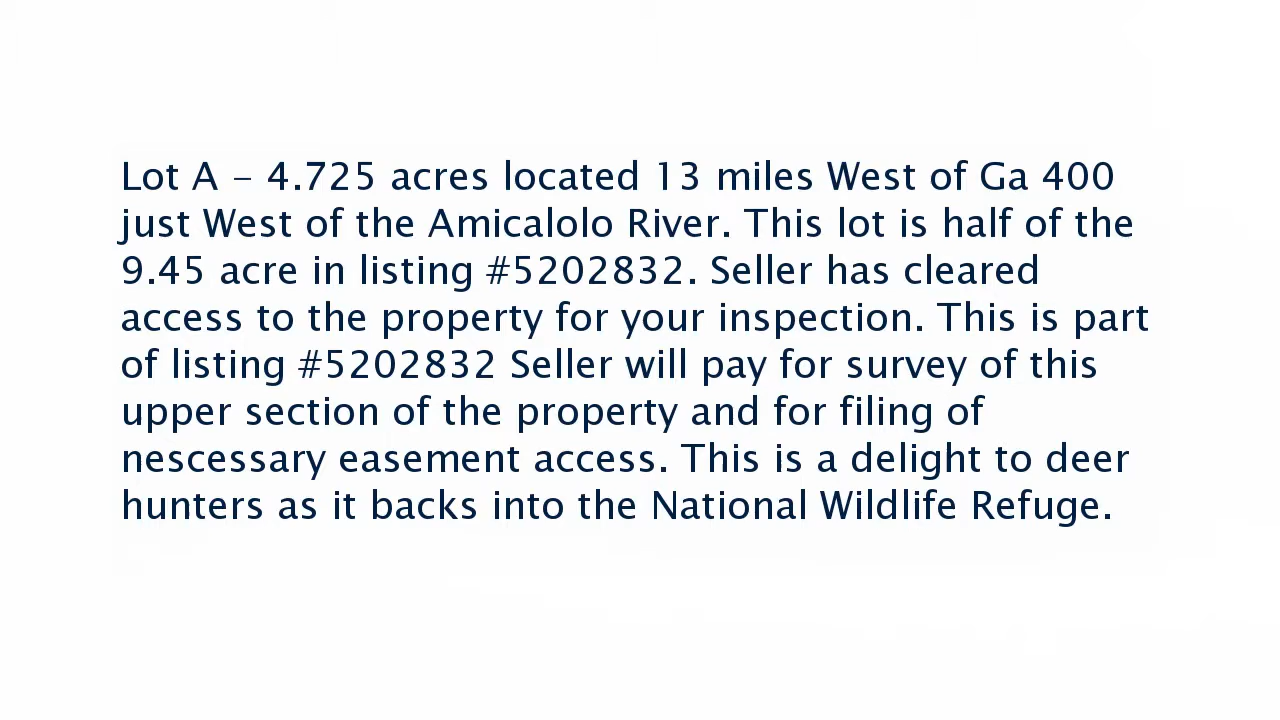 Lot A – 4.725 acres located 13 miles West of Ga 400
just West of the Amicalolo River. This lot is half of the
9.45 acre in listing #5202832. Seller has cleared
access to the property for your inspection. This is part
of listing #5202832 Seller will pay for survey of this
upper section of the property and for filing of
nescessary easement access. This is a delight to deer
hunters as it backs into the National Wildlife Refuge.